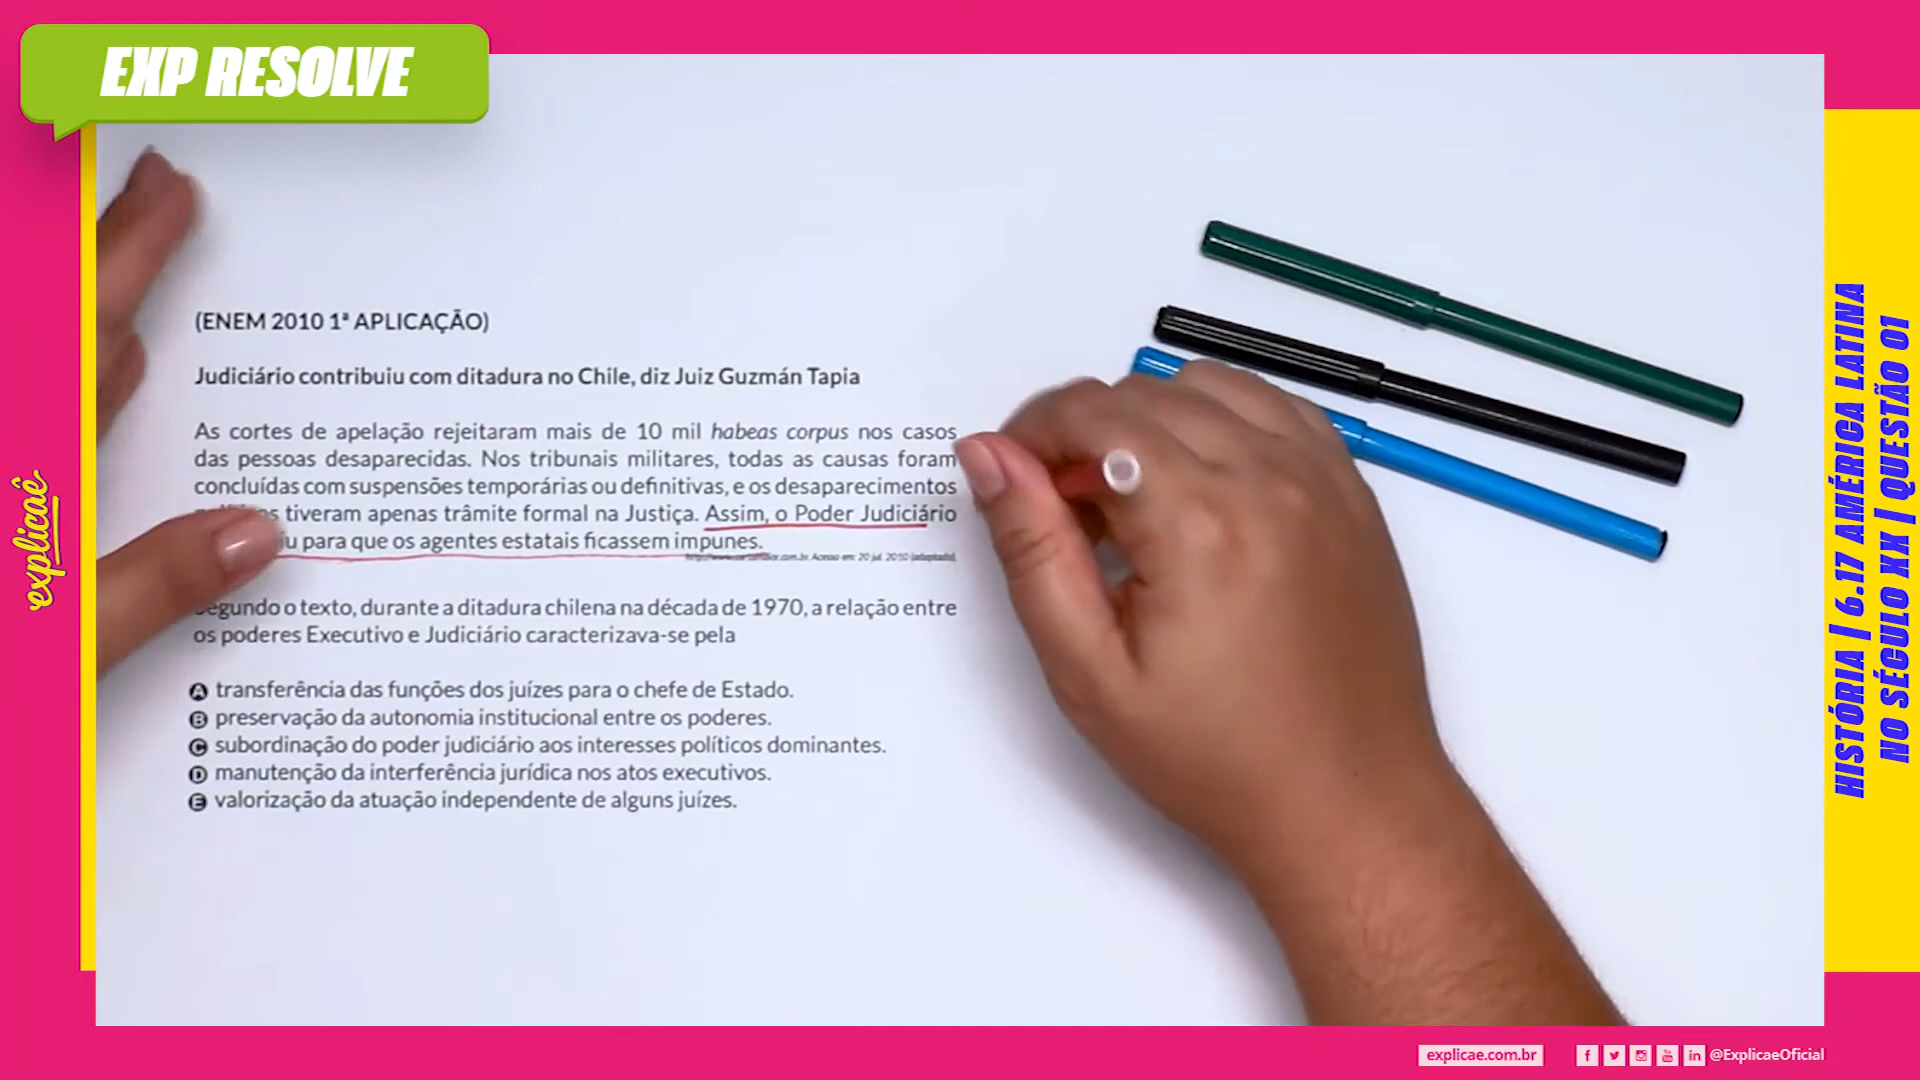 EXP RESOLVE
(ENEM 2010 1ª APLICAÇÃO)
Judiciário contribuiu com ditadura no Chile, diz Juiz Guzmán Tapia
As cortes de apelação rejeitaram mais de 10 mil habeas corpus nos casos
das pessoas desaparecidas. Nos tribunais militares, todas as causas foram
concluídas com suspensões temporárias ou definitivas, e os desaparecimentos
tiveram apenas trâmite formal na Justiça. Assim, o Poder Judiciário
para que os agentes estatais ficassem impunes.
Acesso em: 20 jul. 2010 (adaptado).
Segundo o texto, durante a ditadura chilena na década de 1970, a relação entre
os poderes Executivo e Judiciário caracterizava-se pela
A transferência das funções dos juízes para o chefe de Estado.
B preservação da autonomia institucional entre os poderes.
C subordinação do poder judiciário aos interesses políticos dominantes.
D manutenção da interferência jurídica nos atos executivos.
E valorização da atuação independente de alguns juízes.
explicaê
HISTÓRIA | 6.17 AMÉRICA LATINA
NO SÉCULO XX | QUESTÃO 01
explicae.com.br
@ExplicaeOficial